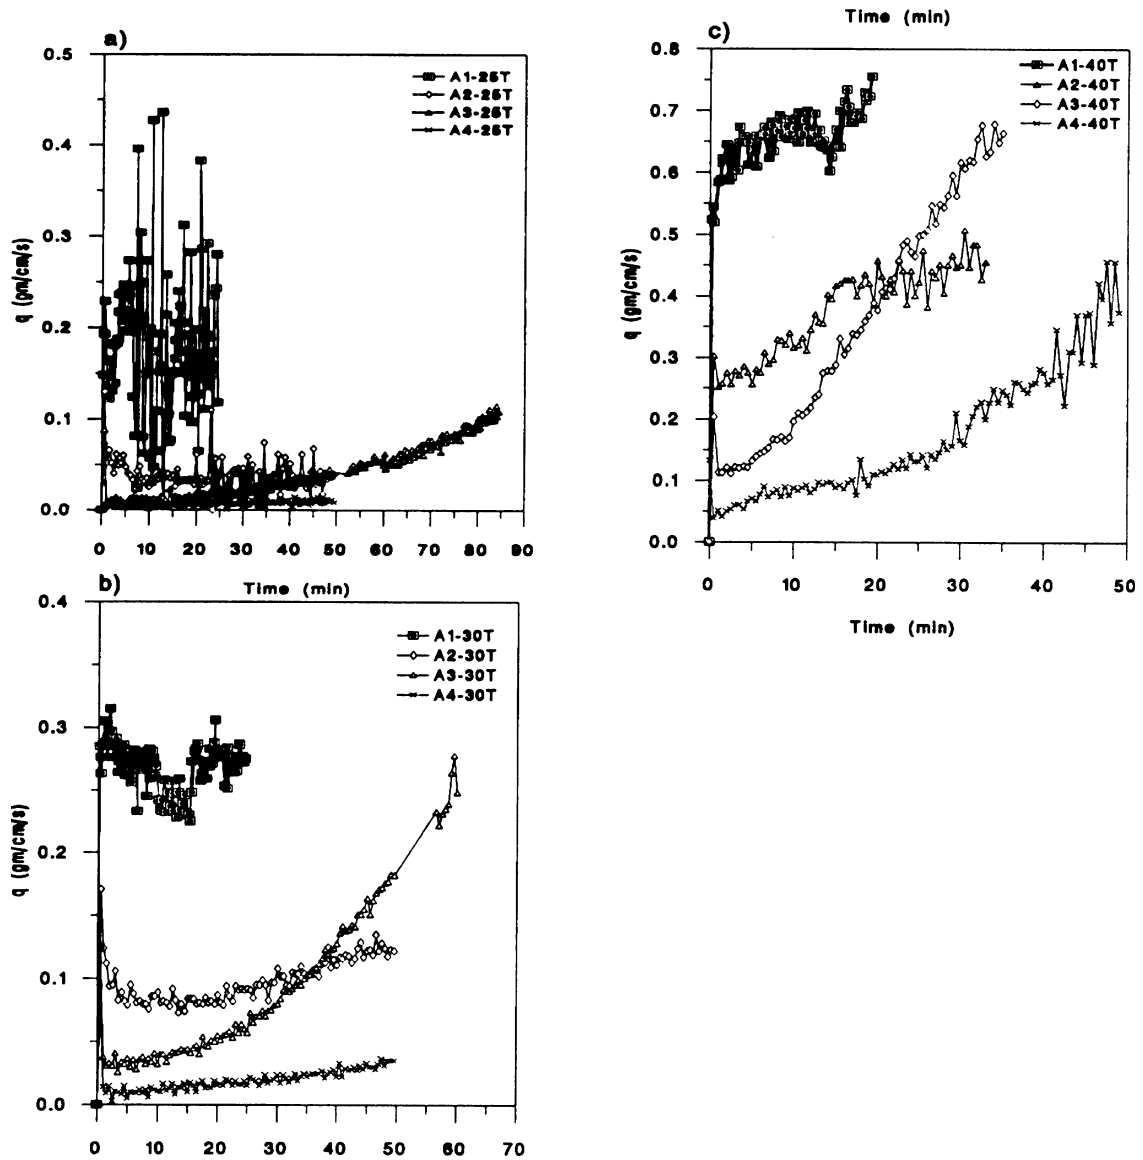 a)
0.5
0.4
0.3
0.2
0.1
0.0
q (gm/cm/s)
A1-25T
A2-25T
A3-25T
A4-25T
0 10 20 30 40 50 60 70 80 90
Time (min)
b)
0.4
0.3
0.2
0.1
0.0
q (gm/cm/s)
A1-30T
A2-30T
A3-30T
A4-30T
0 10 20 30 40 50 60 70
Time (min)
c)
0.8
0.7
0.6
0.5
0.4
0.3
0.2
0.1
0.0
q (gm/cm/s)
A1-40T
A2-40T
A3-40T
A4-40T
0 10 20 30 40 50
Time (min)